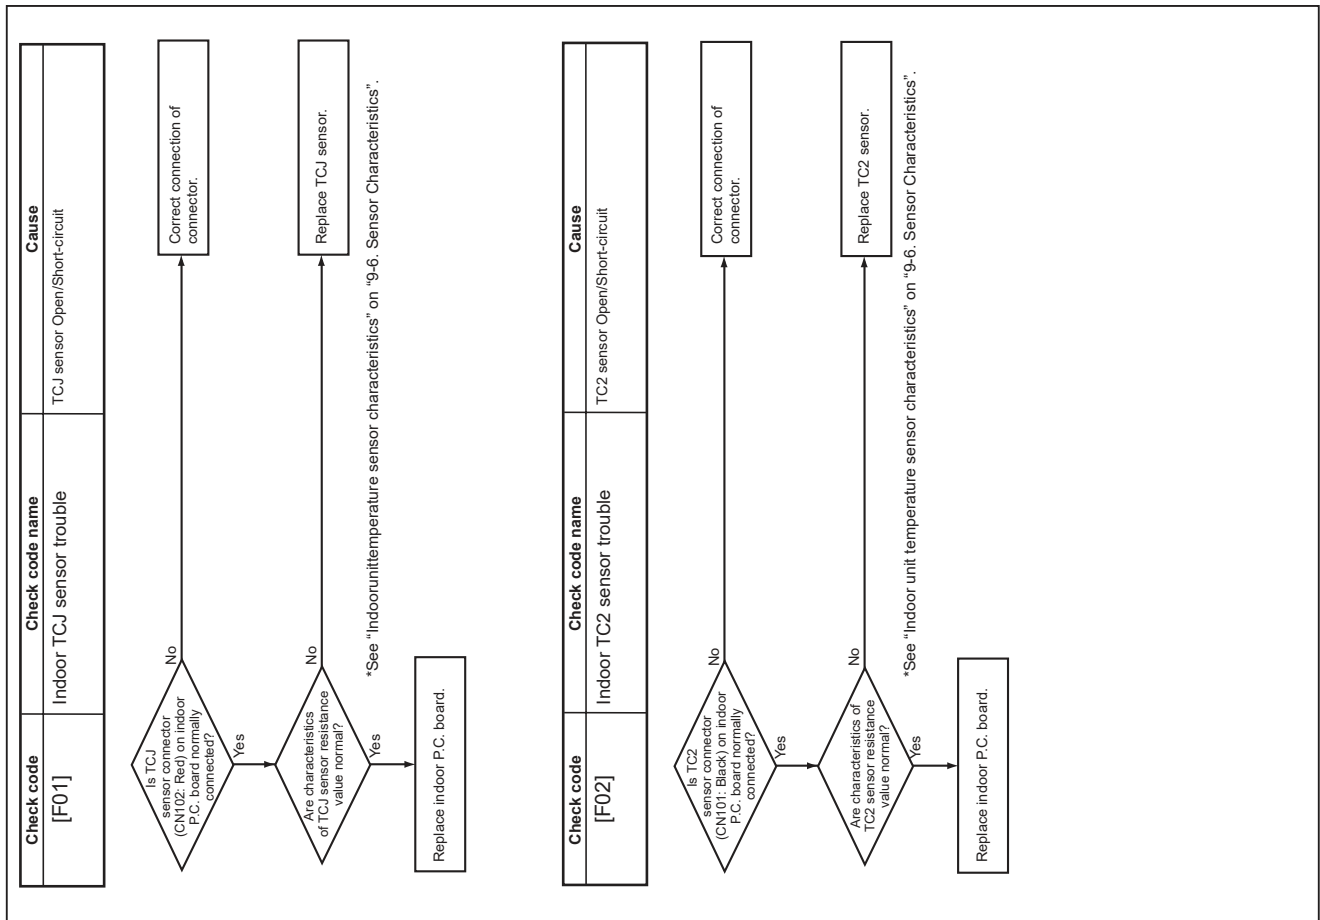 Check code
Check code name
Cause
[F01]
Indoor TCJ sensor trouble
TCJ sensor Open/Short-circuit
Is TCJ
sensor connector
(CN102: Red) on indoor
P.C. board normally
connected?
No
Correct connection of
connector.
Yes
Are characteristics
of TCJ sensor resistance
value normal?
No
Replace TCJ sensor.
*See “Indoorunittemperature sensor characteristics” on “9-6. Sensor Characteristics”.
Yes
Replace indoor P.C. board.
Check code
Check code name
Cause
[F02]
Indoor TC2 sensor trouble
TC2 sensor Open/Short-circuit
Is TC2
sensor connector
(CN101: Black) on indoor
P.C. board normally
connected?
No
Correct connection of
connector.
Yes
Are characteristics of
TC2 sensor resistance
value normal?
No
Replace TC2 sensor.
*See “Indoor unit temperature sensor characteristics” on “9-6. Sensor Characteristics”.
Yes
Replace indoor P.C. board.